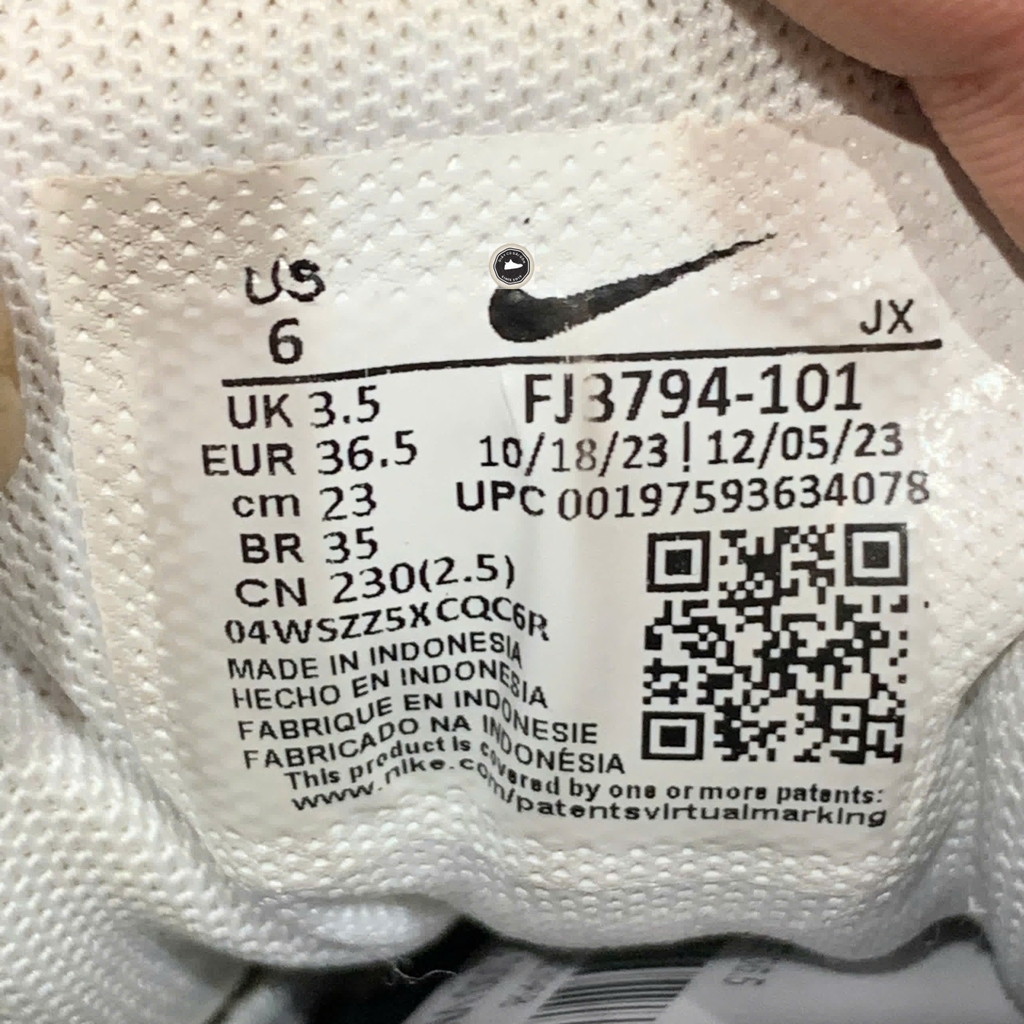 US
6
JX
UK 3.5
FJ3794-101
EUR 36.5
10/18/23 | 12/05/23
cm 23
UPC 00197593634078
BR 35
CN 230(2.5)
04WSZZ5XCQC6R
MADE IN INDONESIA
HECHO EN INDONESIA
FABRIQUE EN INDONESIE
FABRICADO NA INDONÉSIA
This product is covered by one or more patents:
www.nike.com/patentsvirtualmarking